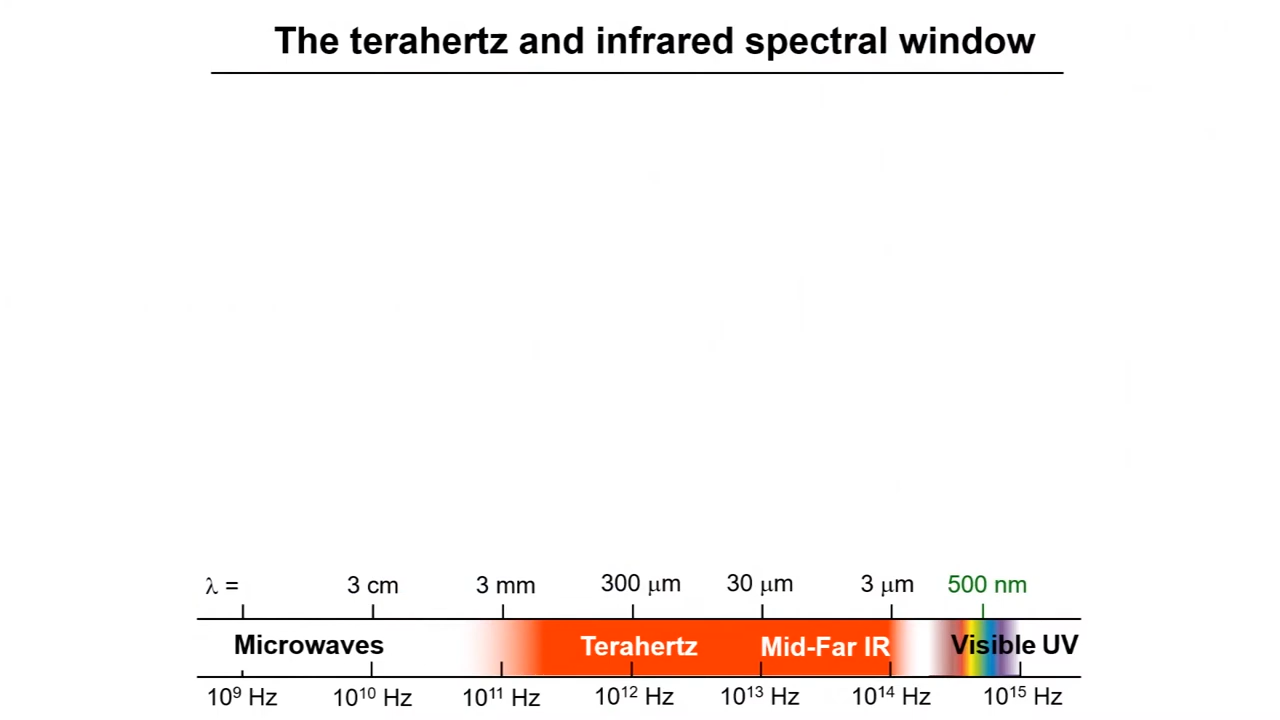 The terahertz and infrared spectral window
λ = 3 cm 3 mm 300 μm 30 μm 3 μm 500 nm
Microwaves Terahertz Mid-Far IR Visible UV
10⁹ Hz 10¹⁰ Hz 10¹¹ Hz 10¹² Hz 10¹³ Hz 10¹⁴ Hz 10¹⁵ Hz